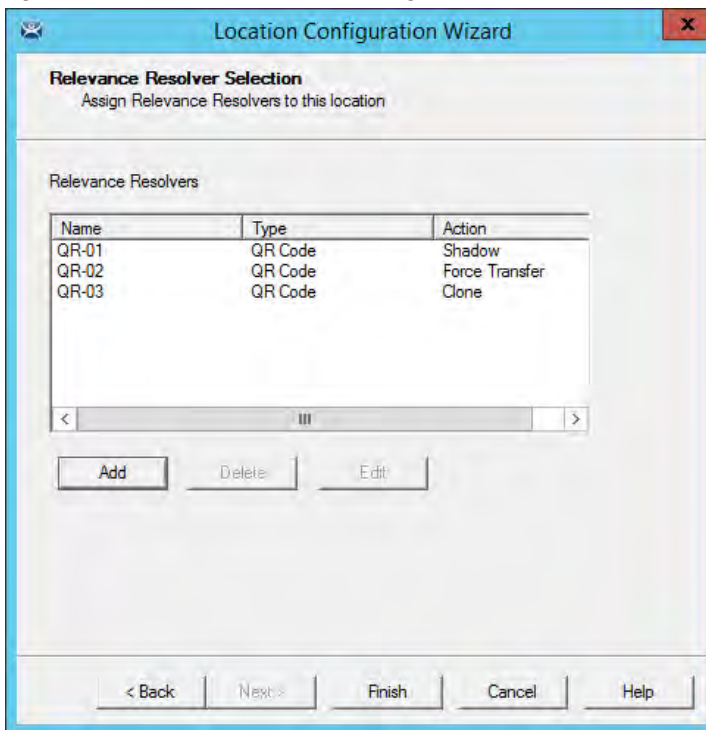 Location Configuration Wizard
x
Relevance Resolver Selection
Assign Relevance Resolvers to this location
Relevance Resolvers
Name Type Action
QR-01 QR Code Shadow
QR-02 QR Code Force Transfer
QR-03 QR Code Clone
< III >
Add Delete Edit
< Back Next > Finish Cancel Help